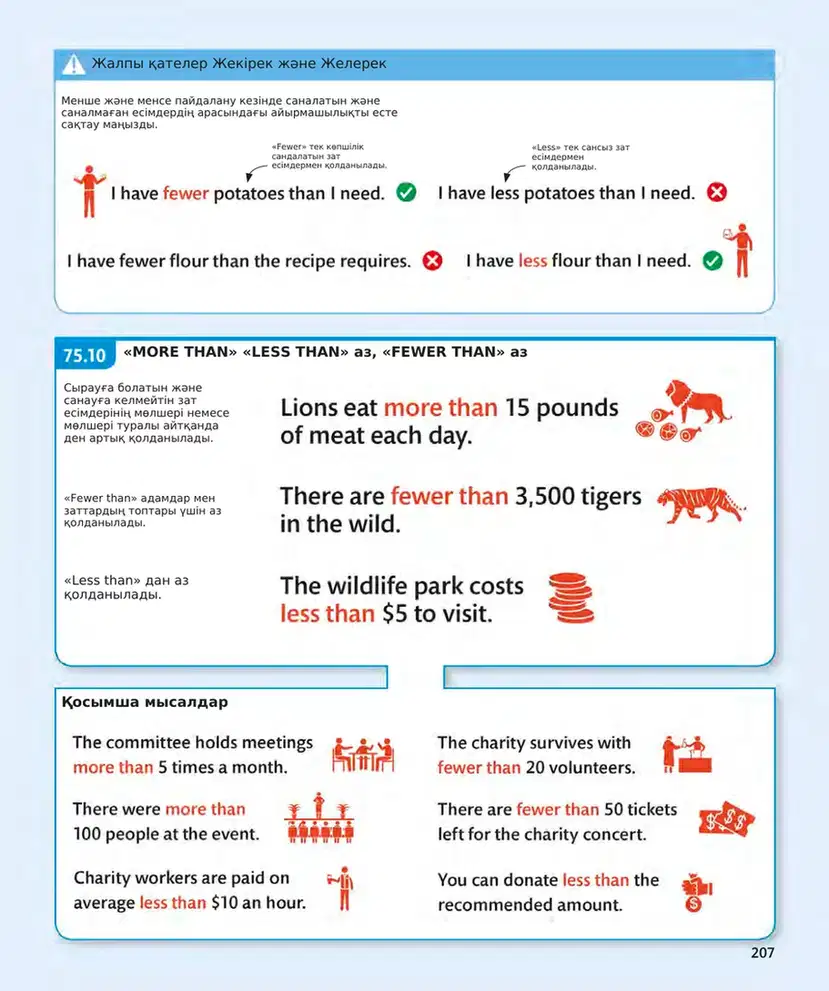 Жалпы қателер Жекірек және Желерек
Менше және менсе пайдалану кезінде саналатын және
саналмаған есімдердің арасындағы айырмашылықты есте
сақтау маңызды.
«Fewer» тек көпшілік
сандалатын зат
есімдермен қолданылады.
«Less» тек сансыз зат
есімдермен
қолданылады.
I have fewer potatoes than I need.
I have less potatoes than I need.
I have fewer flour than the recipe requires.
I have less flour than I need.
75.10 «MORE THAN» «LESS THAN» аз, «FEWER THAN» аз
Сырауға болатын және
санауға келмейтін зат
есімдерінің мөлшері немесе
мөлшері туралы айтқанда
ден артық қолданылады.
Lions eat more than 15 pounds
of meat each day.
«Fewer than» адамдар мен
заттардың топтары үшін аз
қолданылады.
There are fewer than 3,500 tigers
in the wild.
«Less than» дан аз
қолданылады.
The wildlife park costs
less than $5 to visit.
Қосымша мысалдар
The committee holds meetings
more than 5 times a month.
The charity survives with
fewer than 20 volunteers.
There were more than
100 people at the event.
There are fewer than 50 tickets
left for the charity concert.
Charity workers are paid on
average less than $10 an hour.
You can donate less than the
recommended amount.
207